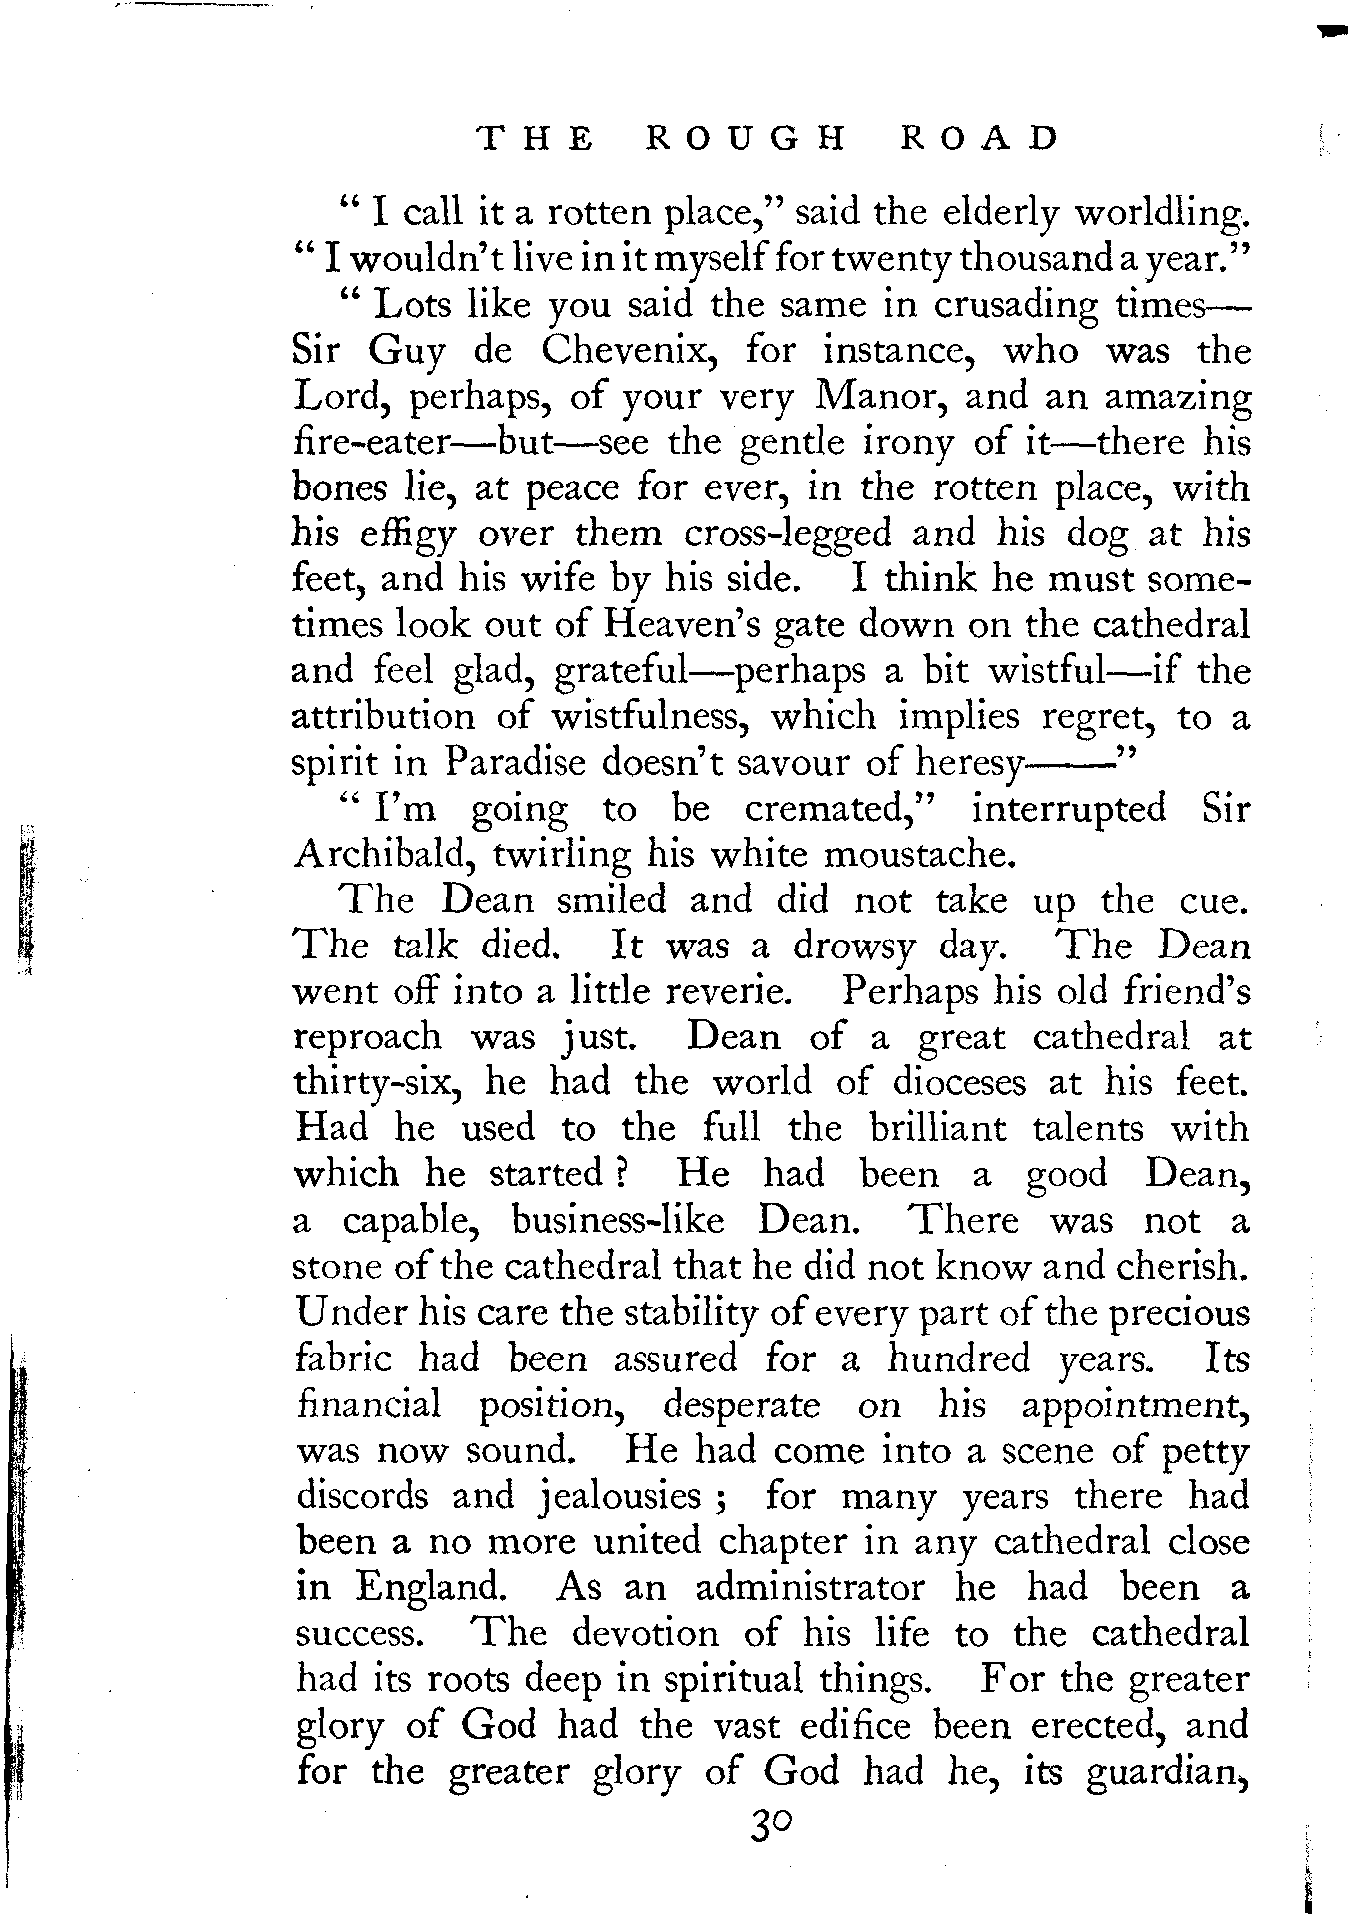 THE ROUGH ROAD
“ I call it a rotten place,” said the elderly worldling.
“ I wouldn’t live in it myself for twenty thousand a year.”
“ Lots like you said the same in crusading times—
Sir Guy de Chevenix, for instance, who was the
Lord, perhaps, of your very Manor, and an amazing
fire-eater—but—see the gentle irony of it—there his
bones lie, at peace for ever, in the rotten place, with
his effigy over them cross-legged and his dog at his
feet, and his wife by his side. I think he must some-
times look out of Heaven’s gate down on the cathedral
and feel glad, grateful—perhaps a bit wistful—if the
attribution of wistfulness, which implies regret, to a
spirit in Paradise doesn’t savour of heresy——”
“ I’m going to be cremated,” interrupted Sir
Archibald, twirling his white moustache.
The Dean smiled and did not take up the cue.
The talk died. It was a drowsy day. The Dean
went off into a little reverie. Perhaps his old friend’s
reproach was just. Dean of a great cathedral at
thirty-six, he had the world of dioceses at his feet.
Had he used to the full the brilliant talents with
which he started ? He had been a good Dean,
a capable, business-like Dean. There was not a
stone of the cathedral that he did not know and cherish.
Under his care the stability of every part of the precious
fabric had been assured for a hundred years. Its
financial position, desperate on his appointment,
was now sound. He had come into a scene of petty
discords and jealousies ; for many years there had
been a no more united chapter in any cathedral close
in England. As an administrator he had been a
success. The devotion of his life to the cathedral
had its roots deep in spiritual things. For the greater
glory of God had the vast edifice been erected, and
for the greater glory of God had he, its guardian,
30